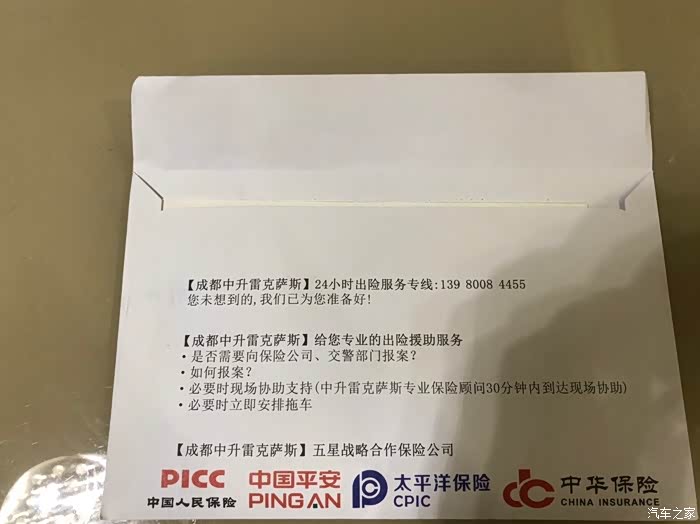 【成都中升雷克萨斯】24小时出险服务专线:139 8008 4455
您未想到的,我们已为您准备好!
【成都中升雷克萨斯】给您专业的出险援助服务
·是否需要向保险公司、交警部门报案?
·如何报案?
·必要时现场协助支持(中升雷克萨斯专业保险顾问30分钟内到达现场协助)
·必要时立即安排拖车
【成都中升雷克萨斯】五星战略合作保险公司
PICC 中国平安 太平洋保险 中华保险
中国人民保险 PING AN CPIC CHINA INSURANCE
汽车之家